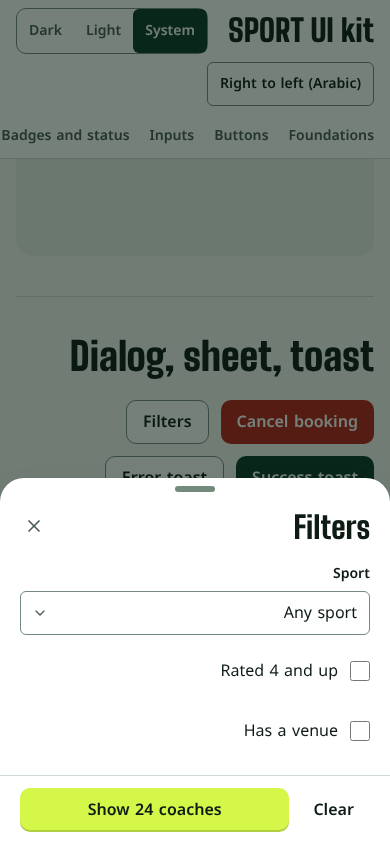 SPORT UI kit
Dark Light System
Right to left (Arabic)
Badges and status Inputs Buttons Foundations
Dialog, sheet, toast
Filters Cancel booking
Error toast Success toast
Filters
Sport
Any sport
Rated 4 and up
Has a venue
Show 24 coaches Clear